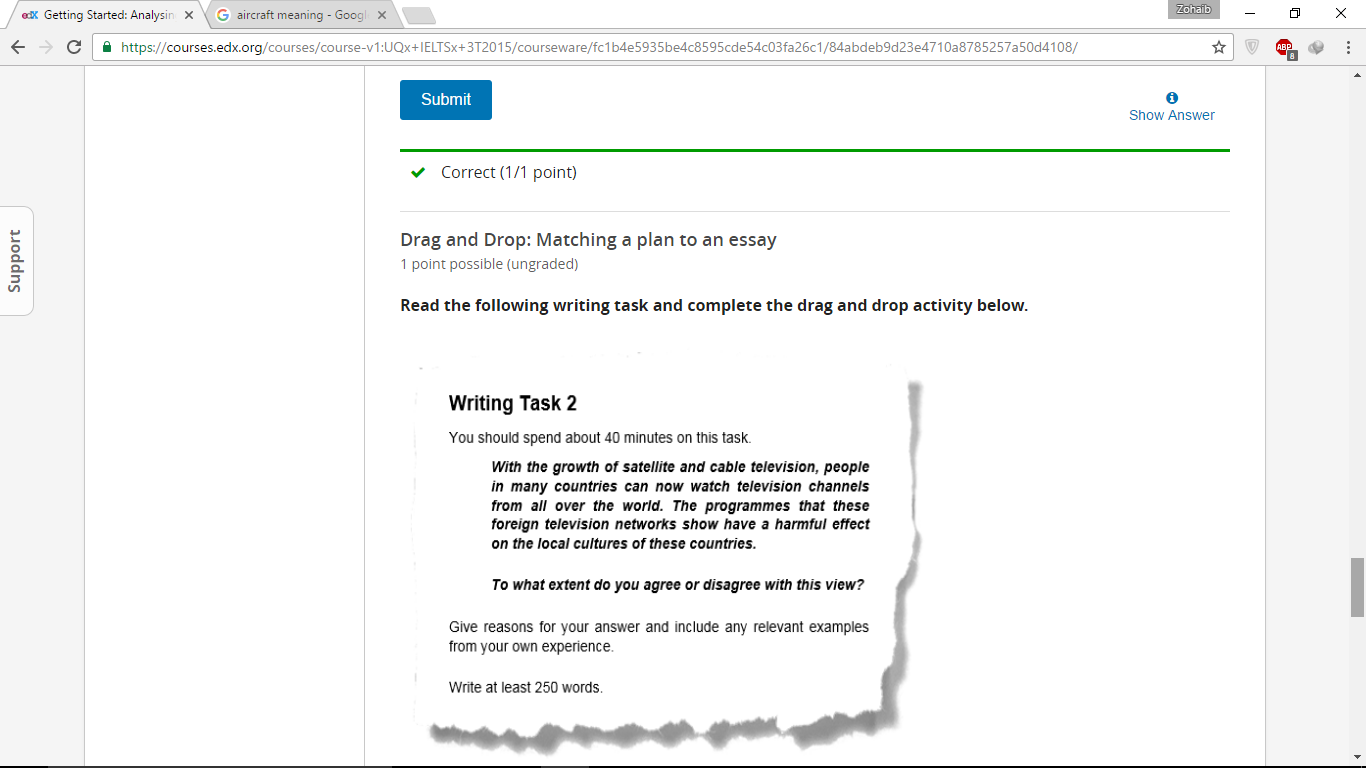 Zohaib
edX Getting Started: Analysin
aircraft meaning - Googl
https://courses.edx.org/courses/course-v1:UQx+IELTSx+3T2015/courseware/fc1b4e5935be4c8595cde54c03fa26c1/84abdeb9d23e4710a8785257a50d4108/
ABP
8
Submit
Show Answer
Correct (1/1 point)
Support
Drag and Drop: Matching a plan to an essay
1 point possible (ungraded)
Read the following writing task and complete the drag and drop activity below.
Writing Task 2
You should spend about 40 minutes on this task.
With the growth of satellite and cable television, people
in many countries can now watch television channels
from all over the world. The programmes that these
foreign television networks show have a harmful effect
on the local cultures of these countries.
To what extent do you agree or disagree with this view?
Give reasons for your answer and include any relevant examples
from your own experience.
Write at least 250 words.